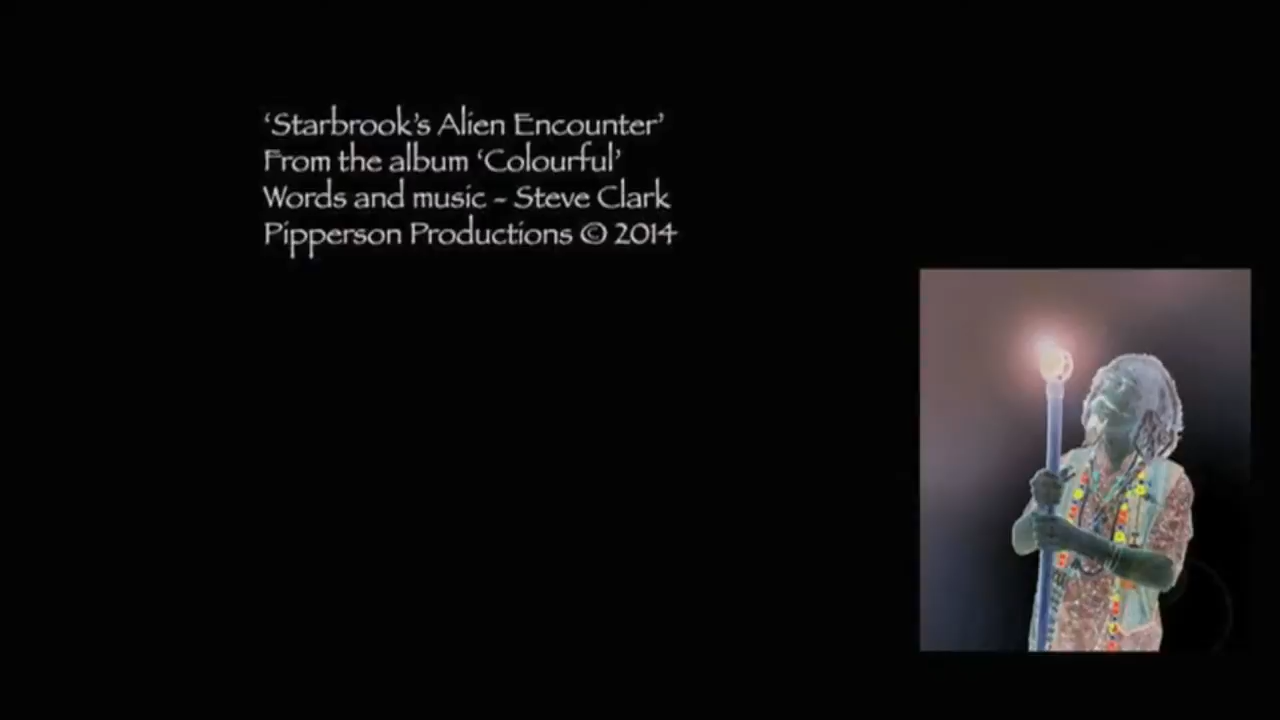 ‘Starbrook’s Alien Encounter’
From the album ‘Colourful’
Words and music - Steve Clark
Pipperson Productions © 2014